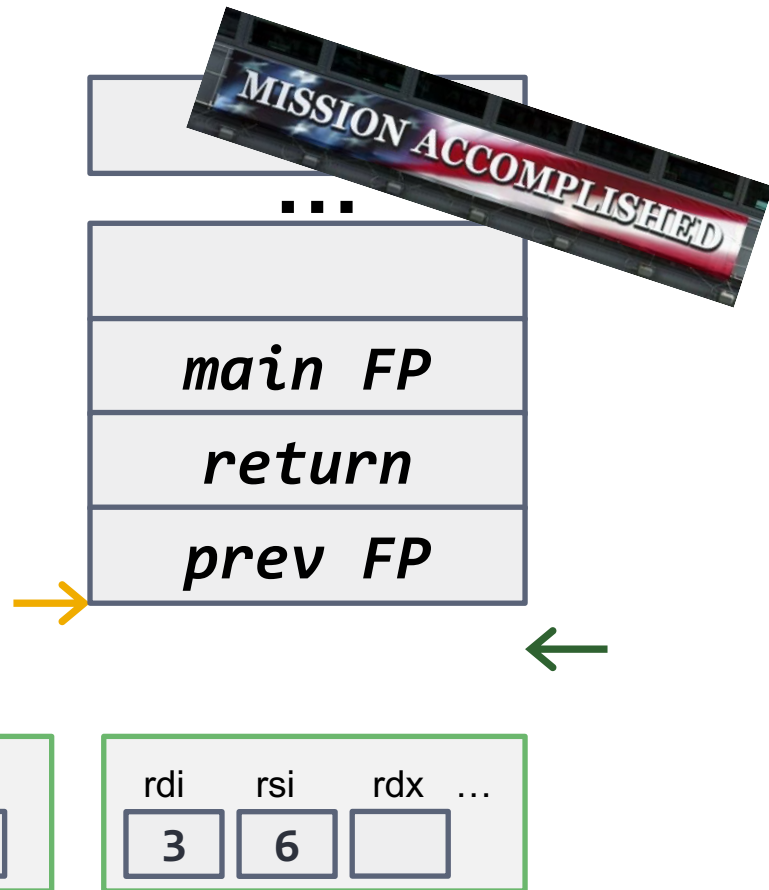 MISSION ACCOMPLISHED
...
main FP
return
prev FP
rdi rsi rdx ...
3 6